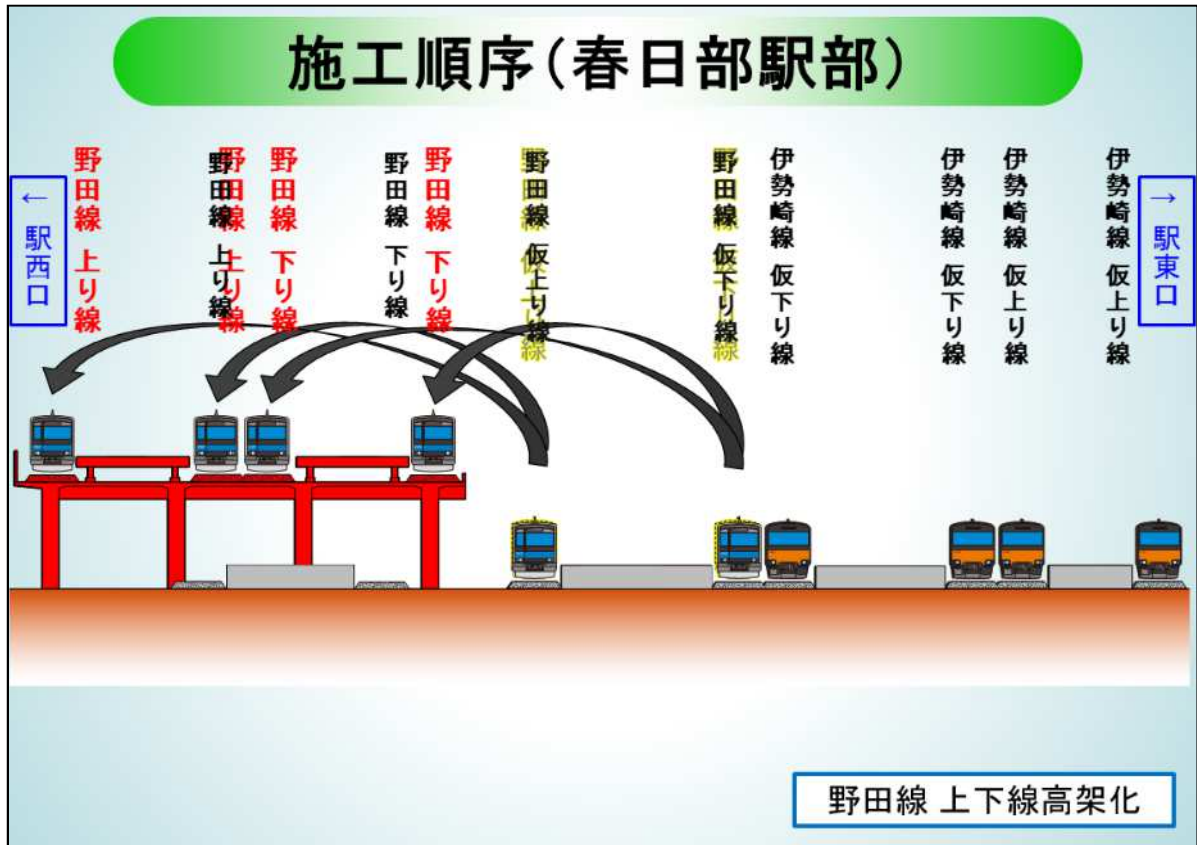 施工順序(春日部駅部)
← 駅西口
野田線 上り線
野田線 上り線
野田線 上り線
野田線 下り線
野田線 下り線
野田線 下り線
野田線 仮上り線
野田線 仮下り線
伊勢崎線 仮下り線
伊勢崎線 仮下り線
伊勢崎線 仮上り線
伊勢崎線 仮上り線
→ 駅東口
野田線 上下線高架化